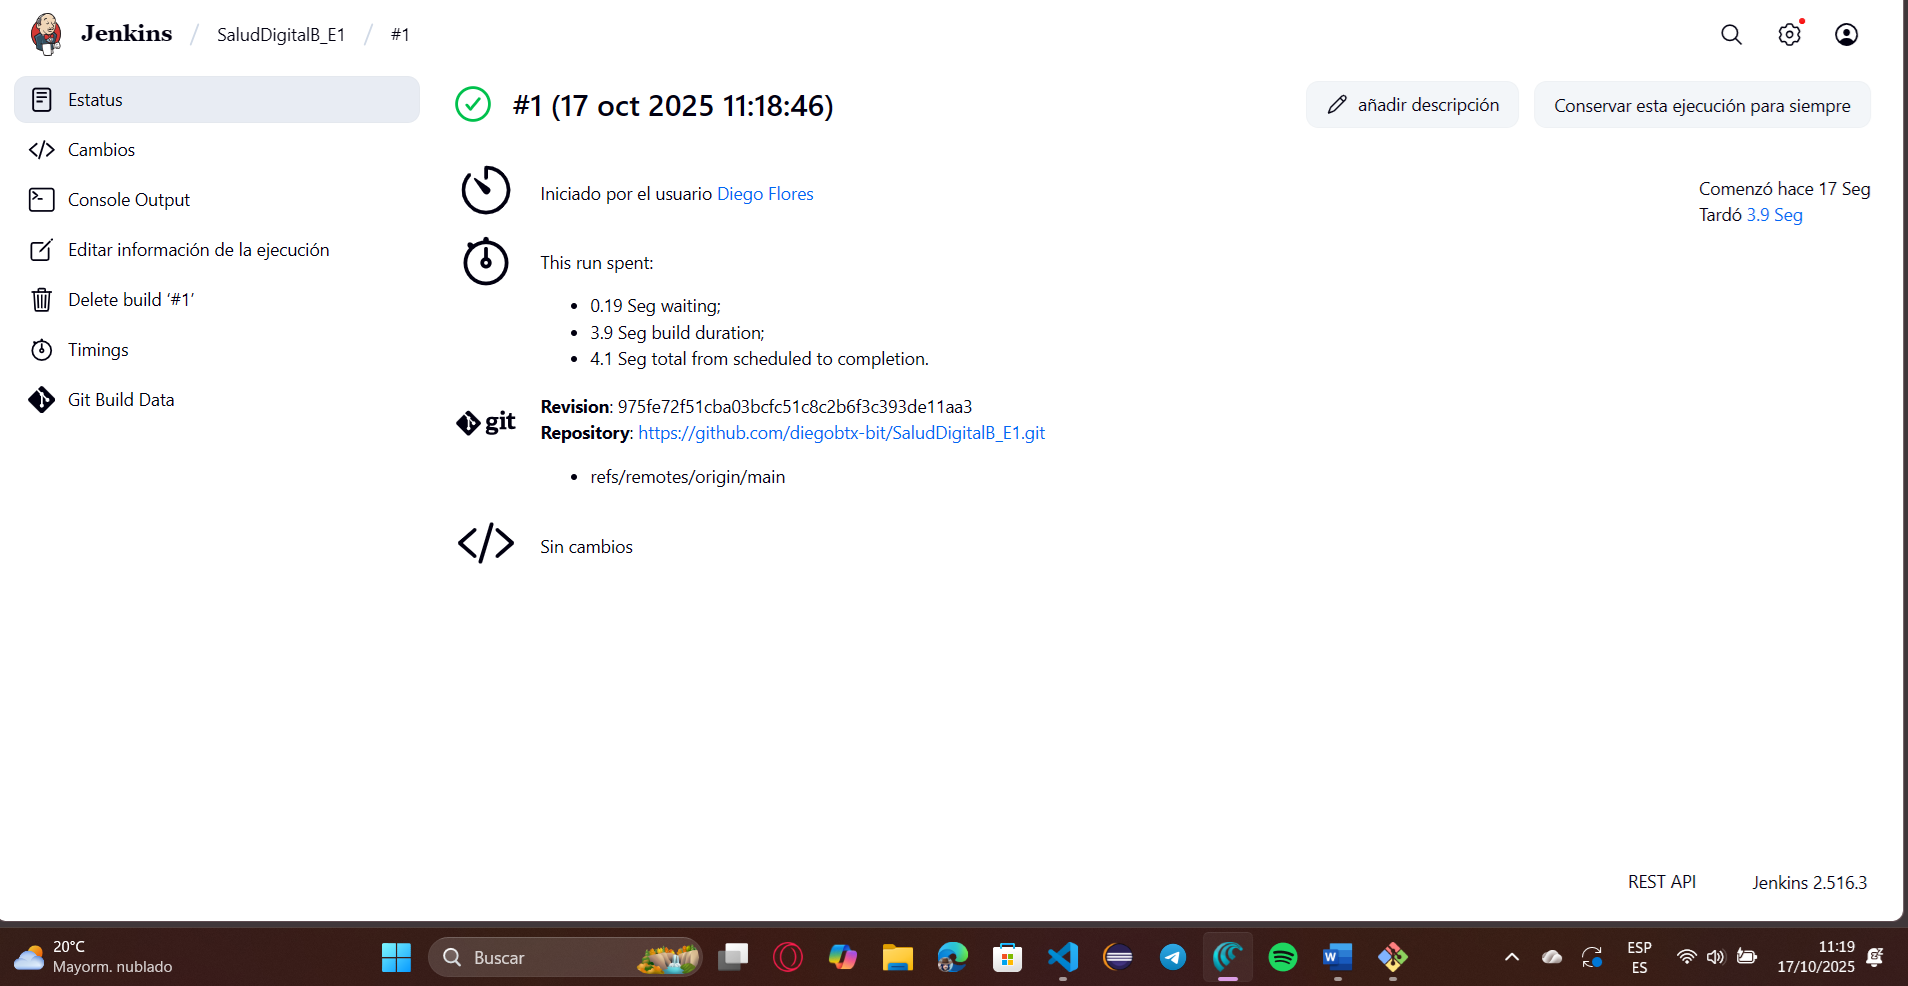 Jenkins / SaludDigitalB_E1 / #1
Estatus
Cambios
Console Output
Editar información de la ejecución
Delete build ‘#1’
Timings
Git Build Data
#1 (17 oct 2025 11:18:46)
añadir descripción
Conservar esta ejecución para siempre
Iniciado por el usuario Diego Flores
Comenzó hace 17 Seg
Tardó 3.9 Seg
This run spent:
0.19 Seg waiting;
3.9 Seg build duration;
4.1 Seg total from scheduled to completion.
git
Revision: 975fe72f51cba03bcfc51c8c2b6f3c393de11aa3
Repository: https://github.com/diegobtx-bit/SaludDigitalB_E1.git
refs/remotes/origin/main
Sin cambios
REST API
Jenkins 2.516.3
20°C
Mayorm. nublado
Buscar
ESP
ES
11:19
17/10/2025